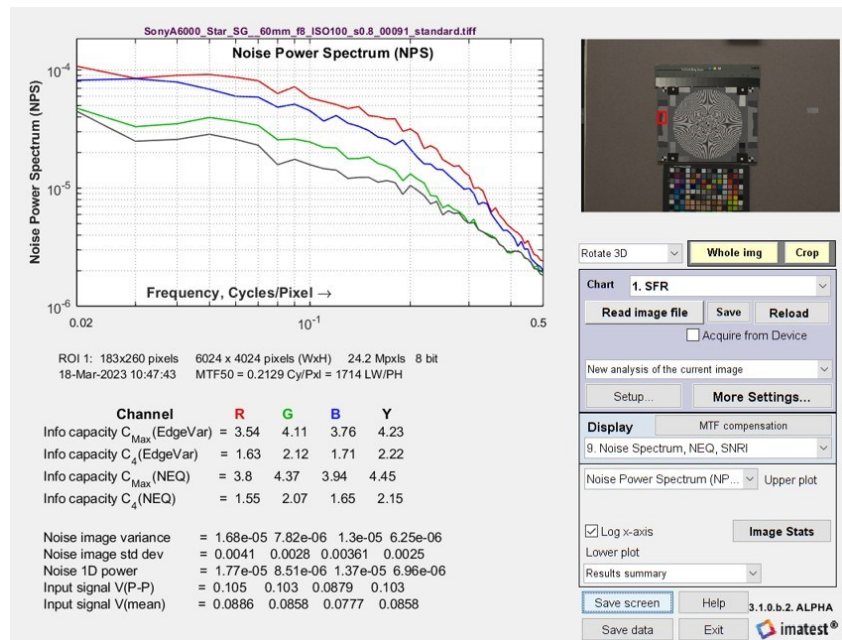 SonyA6000_Star_SG__60mm_f8_ISO100_s0.8_00091_standard.tiff
Noise Power Spectrum (NPS)
Noise Power Spectrum (NPS)
10-4
10-5
10-6
Frequency, Cycles/Pixel →
0.02 10-1 0.5
ROI 1: 183x260 pixels 6024 x 4024 pixels (WxH) 24.2 Mpxls 8 bit
18-Mar-2023 10:47:43 MTF50 = 0.2129 Cy/Pxl = 1714 LW/PH
Channel R G B Y
Info capacity CMax(EdgeVar) = 3.54 4.11 3.76 4.23
Info capacity C4(EdgeVar) = 1.63 2.12 1.71 2.22
Info capacity CMax(NEQ) = 3.8 4.37 3.94 4.45
Info capacity C4(NEQ) = 1.55 2.07 1.65 2.15
Noise image variance = 1.68e-05 7.82e-06 1.3e-05 6.25e-06
Noise image std dev = 0.0041 0.0028 0.00361 0.0025
Noise 1D power = 1.77e-05 8.51e-06 1.37e-05 6.96e-06
Input signal V(P-P) = 0.105 0.103 0.0879 0.103
Input signal V(mean) = 0.0886 0.0858 0.0777 0.0858
Rotate 3D Whole img Crop
Chart 1. SFR
Read image file Save Reload
Acquire from Device
New analysis of the current image
Setup... More Settings...
Display MTF compensation
9. Noise Spectrum, NEQ, SNRI
Noise Power Spectrum (NP... Upper plot
Log x-axis Image Stats
Lower plot
Results summary
Save screen Help 3.1.0.b.2. ALPHA
Save data Exit imatest®